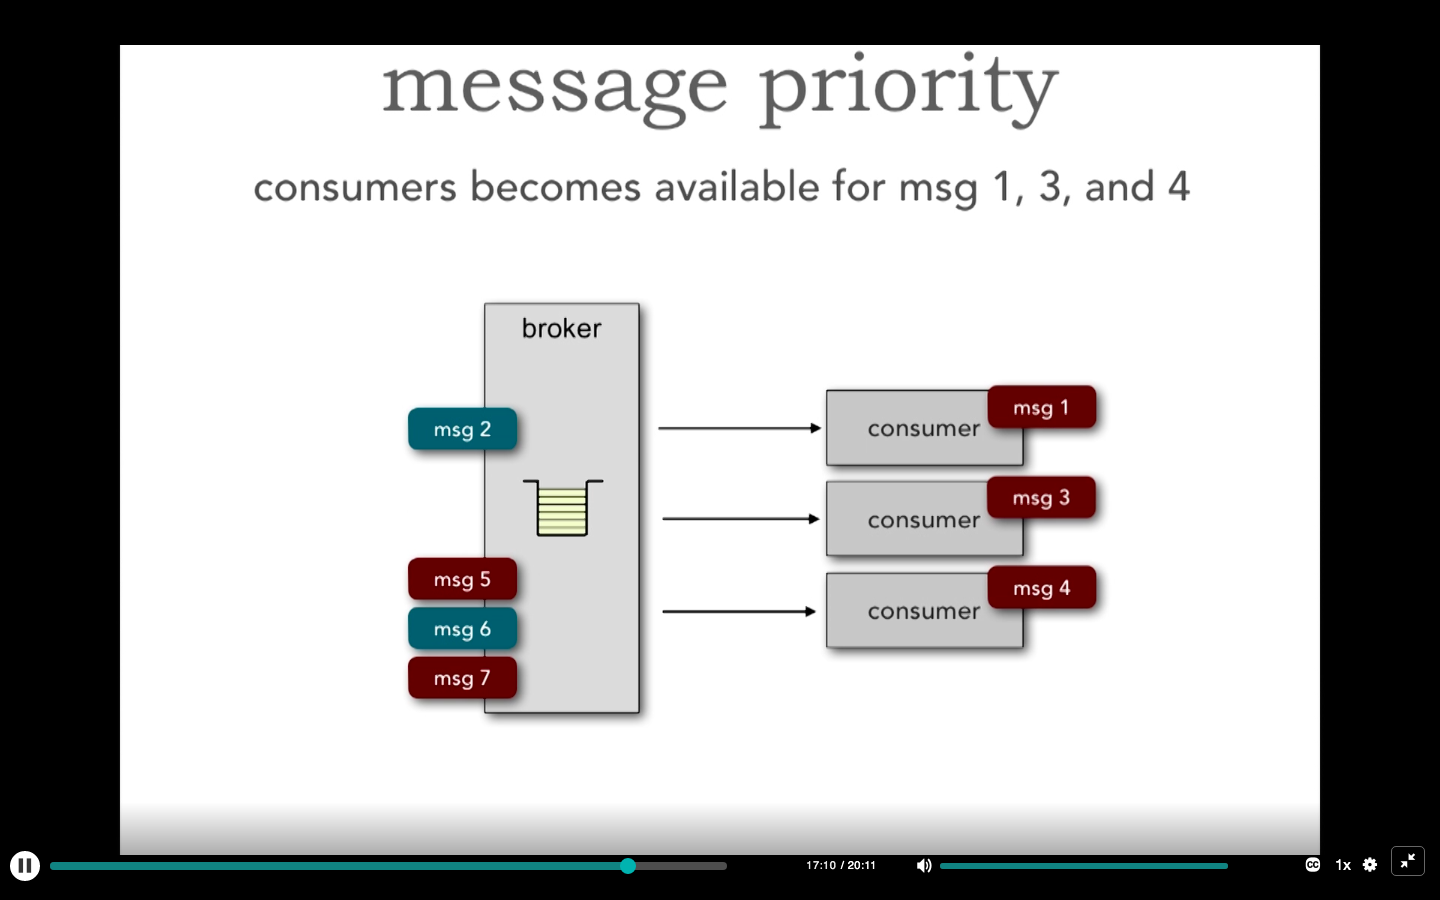 message priority
consumers becomes available for msg 1, 3, and 4
broker
msg 2
msg 5
msg 6
msg 7
consumer
msg 1
consumer
msg 3
consumer
msg 4
17:10 / 20:11
CC
1x